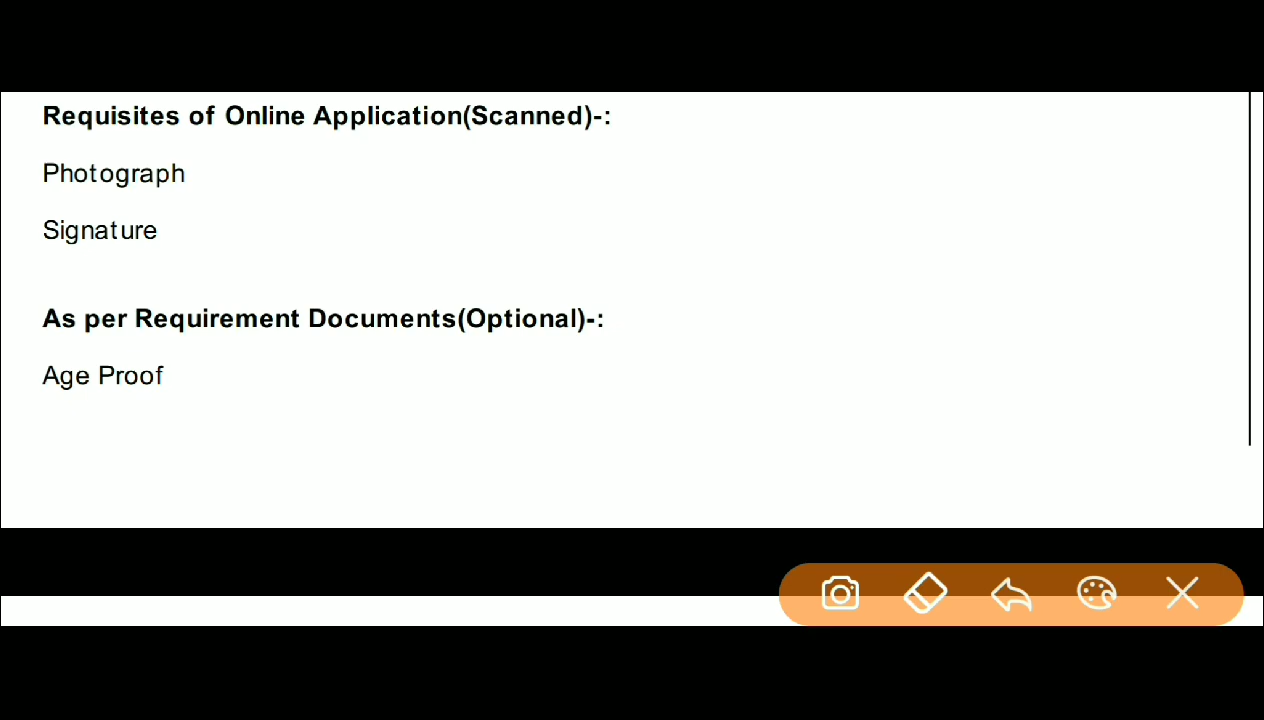 Requisites of Online Application(Scanned)-:
Photograph
Signature
As per Requirement Documents(Optional)-:
Age Proof